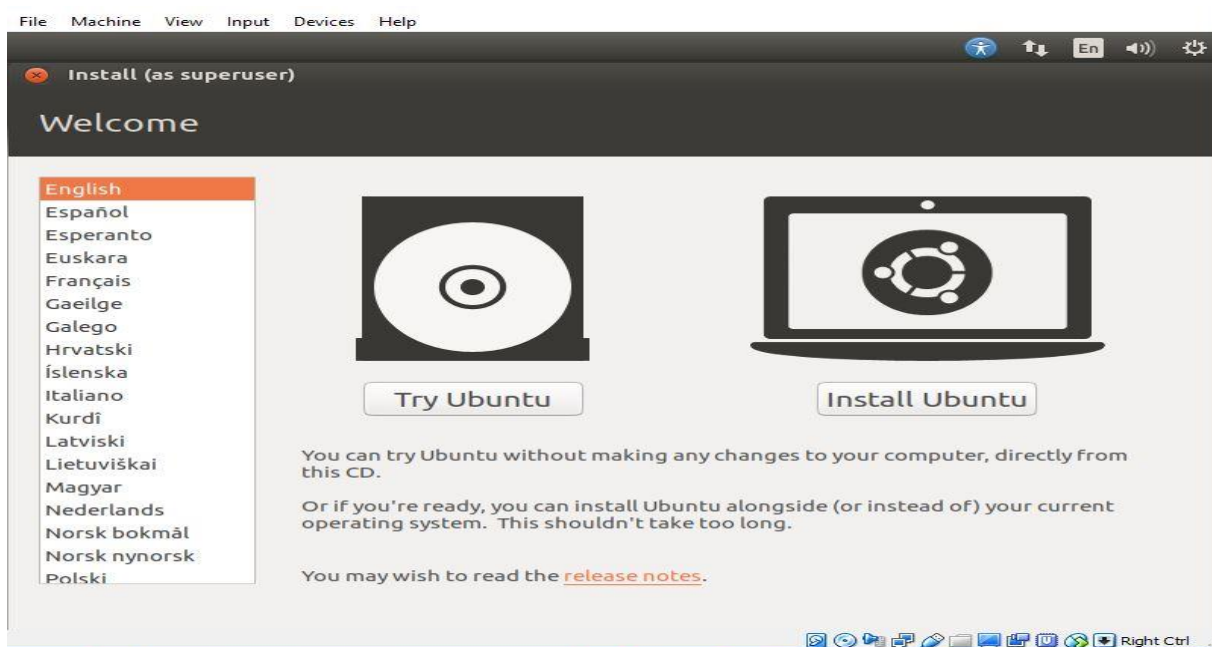 File Machine View Input Devices Help
En
Install (as superuser)
Welcome
English
Español
Esperanto
Euskara
Français
Gaeilge
Galego
Hrvatski
Íslenska
Italiano
Kurdî
Latviski
Lietuviškai
Magyar
Nederlands
Norsk bokmål
Norsk nynorsk
Polski
Try Ubuntu
Install Ubuntu
You can try Ubuntu without making any changes to your computer, directly from
this CD.
Or if you're ready, you can install Ubuntu alongside (or instead of) your current
operating system. This shouldn't take too long.
You may wish to read the release notes.
Right Ctrl